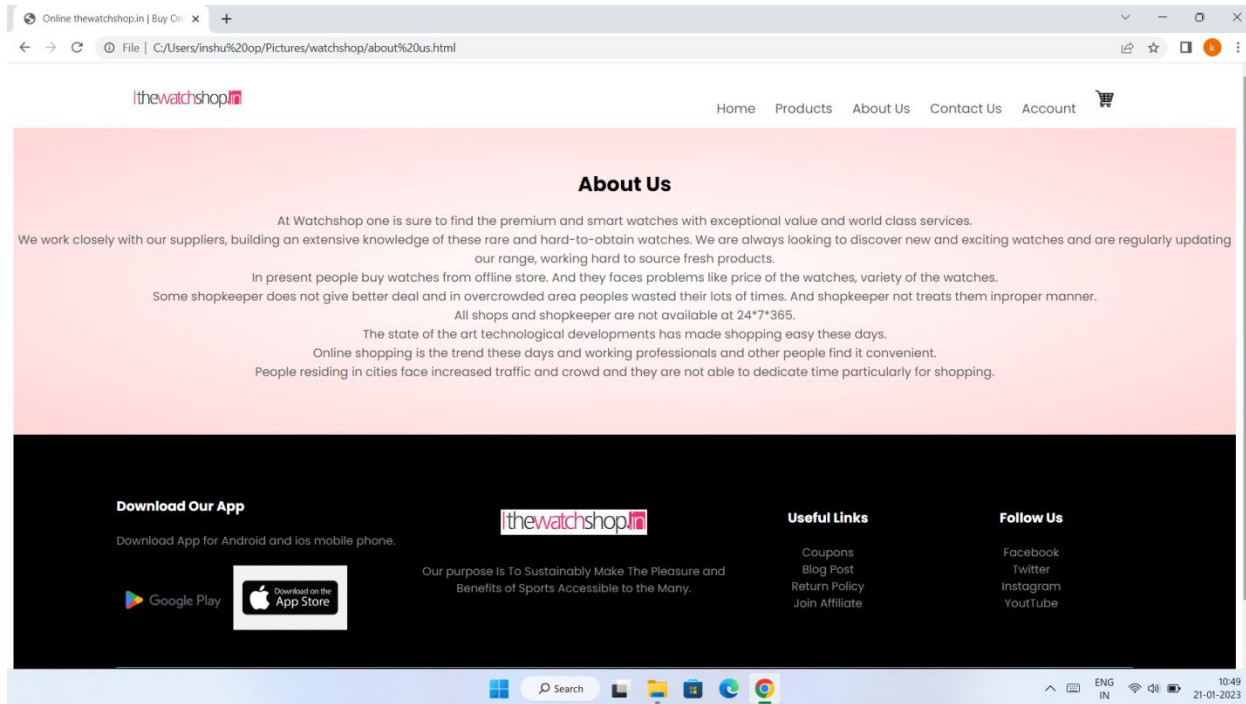 Online thewatchshop.in | Buy On
File | C:/Users/inshu%20op/Pictures/watchshop/about%20us.html
k
|thewatchshop.in
Home Products About Us Contact Us Account
About Us
At Watchshop one is sure to find the premium and smart watches with exceptional value and world class services.
We work closely with our suppliers, building an extensive knowledge of these rare and hard-to-obtain watches. We are always looking to discover new and exciting watches and are regularly updating
our range, working hard to source fresh products.
In present people buy watches from offline store. And they faces problems like price of the watches, variety of the watches.
Some shopkeeper does not give better deal and in overcrowded area peoples wasted their lots of times. And shopkeeper not treats them inproper manner.
All shops and shopkeeper are not available at 24*7*365.
The state of the art technological developments has made shopping easy these days.
Online shopping is the trend these days and working professionals and other people find it convenient.
People residing in cities face increased traffic and crowd and they are not able to dedicate time particularly for shopping.
Download Our App
Download App for Android and ios mobile phone.
Google Play
Download on the
App Store
|thewatchshop.in
Our purpose Is To Sustainably Make The Pleasure and
Benefits of Sports Accessible to the Many.
Useful Links
Coupons
Blog Post
Return Policy
Join Affiliate
Follow Us
Facebook
Twitter
Instagram
YoutTube
Search
ENG
IN
10:49
21-01-2023